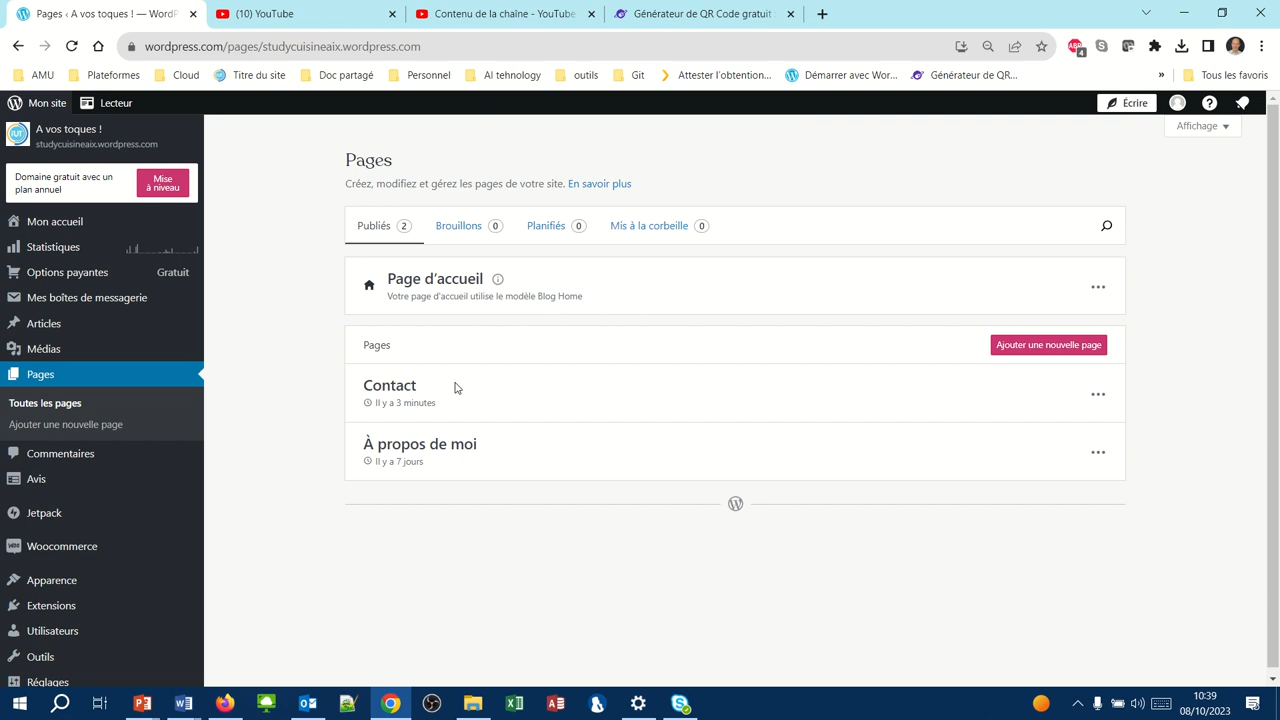 Pages < A vos toques ! — WordP
(10) YouTube
Contenu de la chaîne - YouTube
Générateur de QR Code gratuit
wordpress.com/pages/studycuisineaix.wordpress.com
ABP
4
AMU
Plateformes
Cloud
Titre du site
Doc partagé
Personnel
AI tehnology
outils
Git
Attester l'obtention...
Démarrer avec Wor...
Générateur de QR...
»
Tous les favoris
Mon site
Lecteur
Écrire
A vos toques !
studycuisineaix.wordpress.com
Affichage
Domaine gratuit avec un
plan annuel
Mise
à niveau
Mon accueil
Statistiques
Options payantes
Gratuit
Mes boîtes de messagerie
Articles
Médias
Pages
Toutes les pages
Ajouter une nouvelle page
Commentaires
Avis
Jetpack
Woocommerce
Apparence
Extensions
Utilisateurs
Outils
Réglages
Pages
Créez, modifiez et gérez les pages de votre site. En savoir plus
Publiés 2
Brouillons 0
Planifiés 0
Mis à la corbeille 0
Page d'accueil
Votre page d'accueil utilise le modèle Blog Home
Pages
Ajouter une nouvelle page
Contact
Il y a 3 minutes
À propos de moi
Il y a 7 jours
10:39
08/10/2023